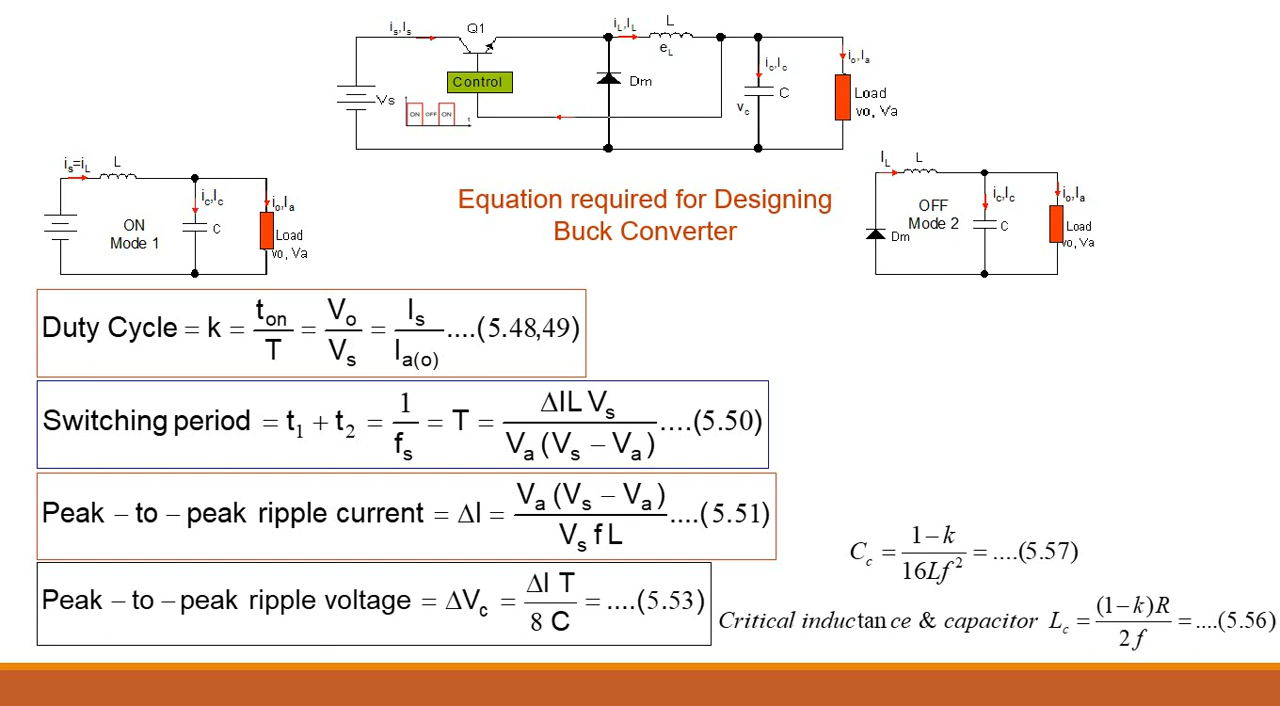 is,Is Q1 iL,IL L
eL
io,Ia
ic,Ic
Control
Dm
Vs
C
Load
vo, Va
ON OFF ON
t
vc
is=iL L
ic,Ic
io,Ia
ON
Mode 1
C
Load
vo, Va
Equation required for Designing
Buck Converter
IL L
ic,Ic
io,Ia
OFF
Mode 2
C
Dm
Load
vo, Va
Duty Cycle = k = ton/T = Vo/Vs = Is/Ia(o) ....(5.48,49)
Switching period = t1 + t2 = 1/fs = T = ΔIL Vs/Va (Vs – Va) ....(5.50)
Peak – to – peak ripple current = ΔI = Va (Vs – Va)/Vs f L ....(5.51)
Cc = 1–k/16Lf² = ....(5.57)
Peak – to – peak ripple voltage = ΔVc = ΔI T/8 C = ....(5.53)
Critical inductance & capacitor Lc = (1–k)R/2f = ....(5.56)